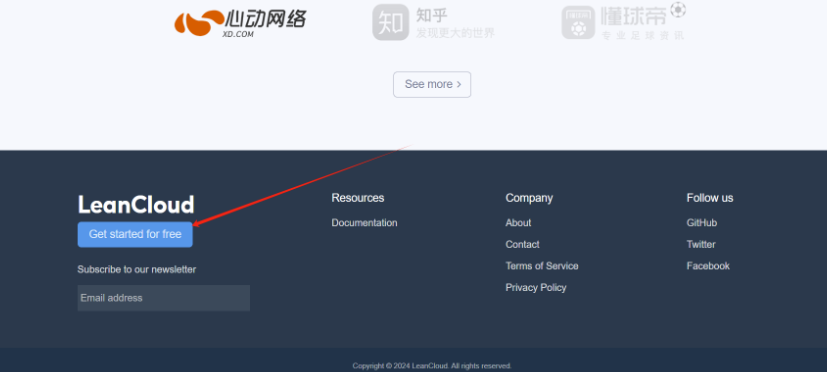 心动网络
XD.COM
知
知乎
发现更大的世界
懂球帝
专业足球资讯
See more >
LeanCloud
Get started for free
Subscribe to our newsletter
Email address
Resources
Documentation
Company
About
Contact
Terms of Service
Privacy Policy
Follow us
GitHub
Twitter
Facebook
Copyright © 2024 LeanCloud. All rights reserved.